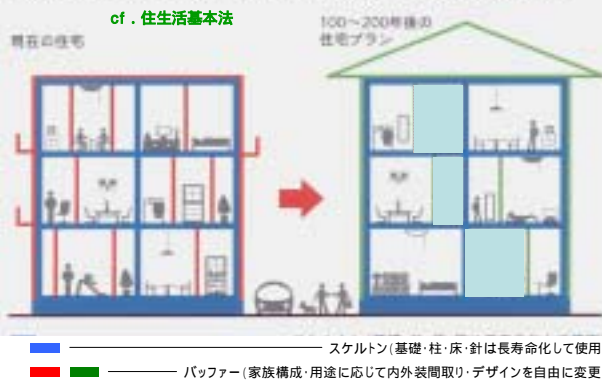 cf．住生活基本法
現在の住宅
100～200年後の
住宅プラン
スケルトン(基礎・柱・床・針は長寿命化して使用
バッファー(家族構成・用途に応じて内外装間取り・デザインを自由に変更